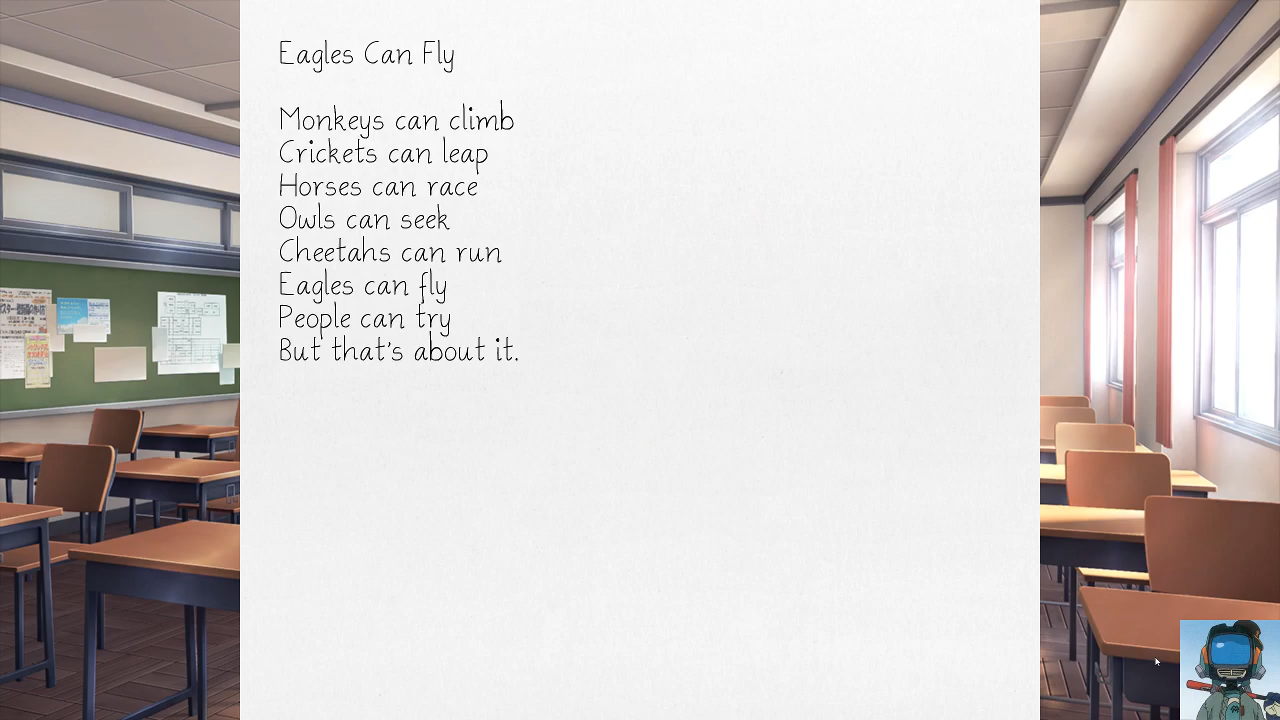 Eagles Can Fly
Monkeys can climb
Crickets can leap
Horses can race
Owls can seek
Cheetahs can run
Eagles can fly
People can try
But that's about it.